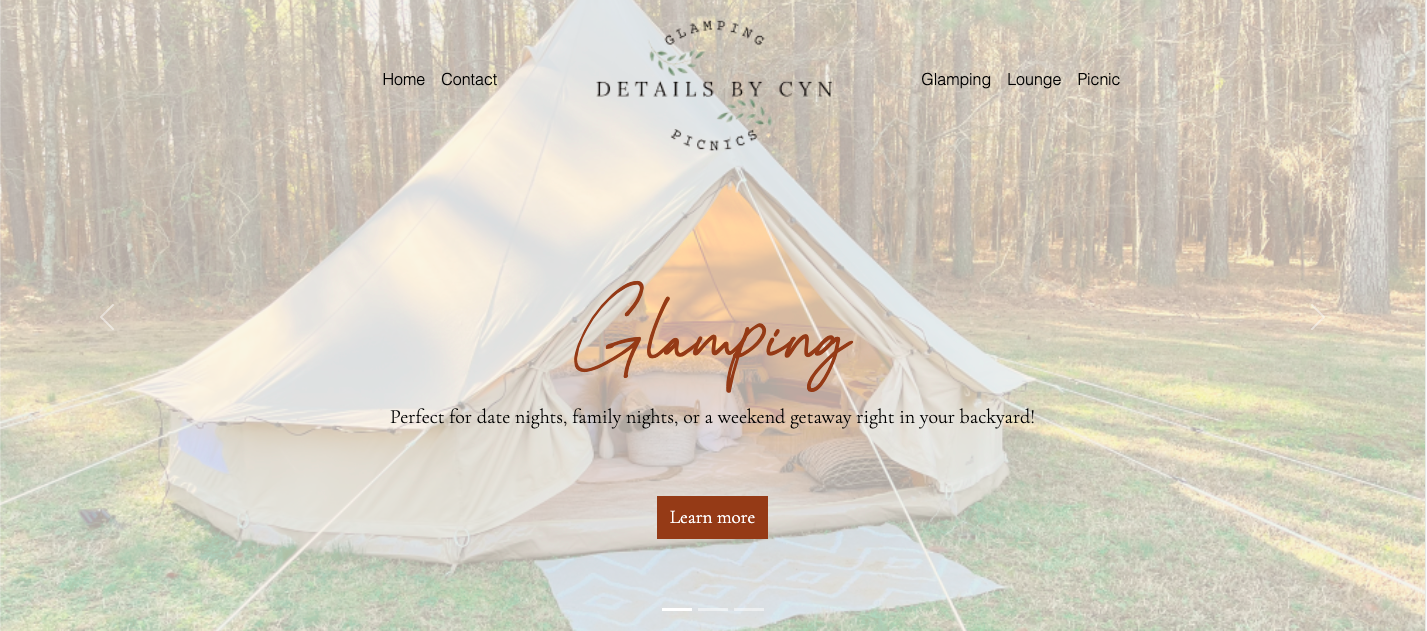 GLAMPING
Home Contact
DETAILS BY CYN
Glamping Lounge Picnic
PICNICS
Glamping
Perfect for date nights, family nights, or a weekend getaway right in your backyard!
Learn more